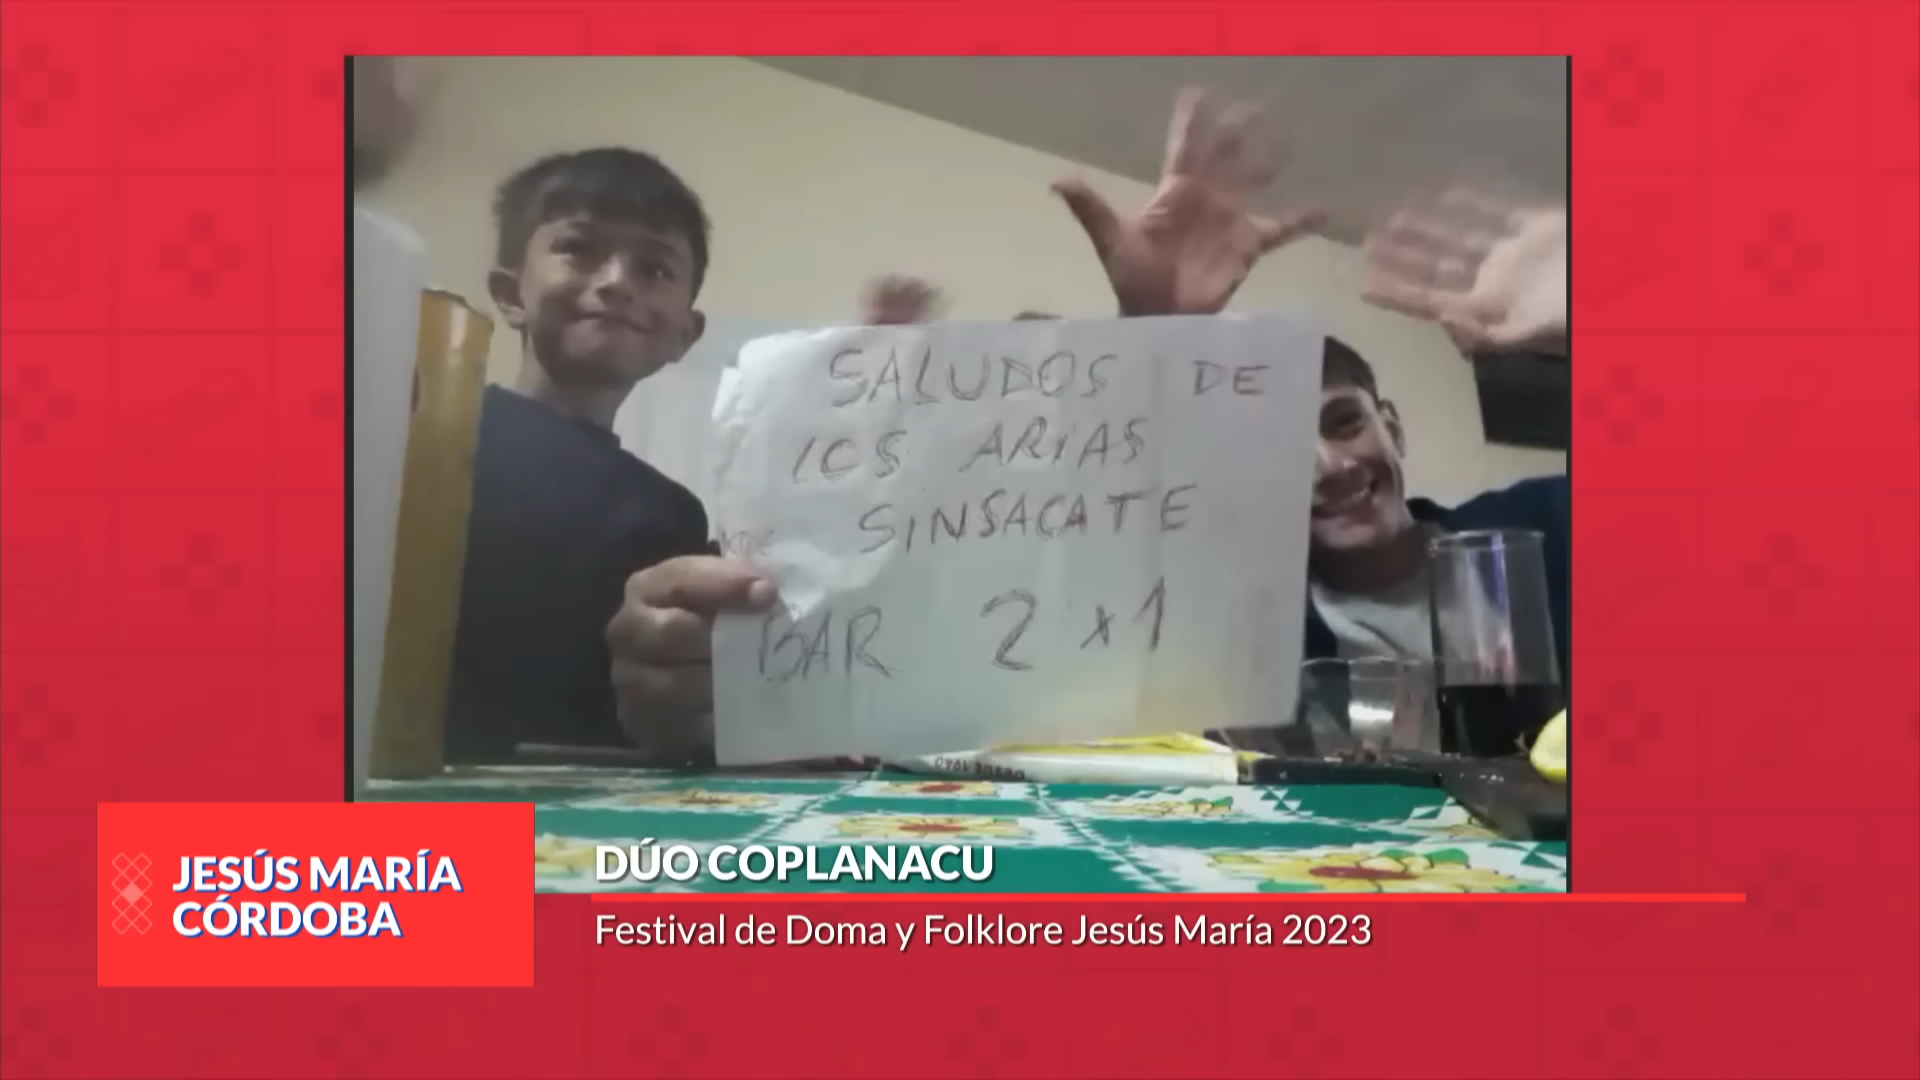 SALUDOS DE
LOS ARIAS
SINSACATE
BAR 2x1
JESÚS MARÍA
CÓRDOBA
DÚO COPLANACU
Festival de Doma y Folklore Jesús María 2023